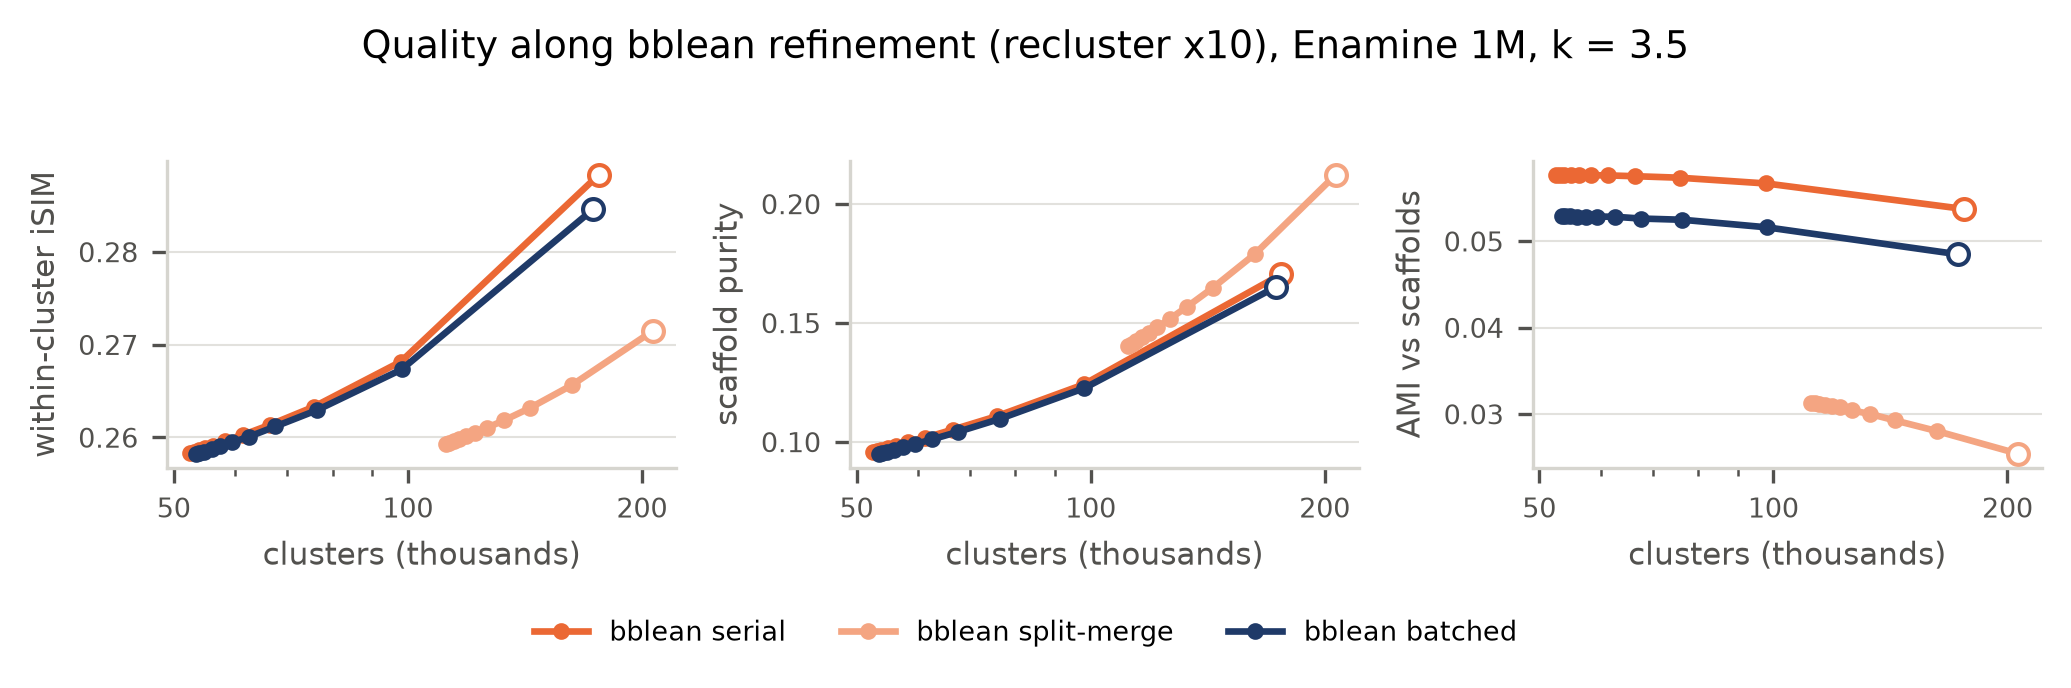 Quality along bblean refinement (recluster x10), Enamine 1M, k = 3.5
within-cluster iSIM
0.28
0.27
0.26
50
100
200
clusters (thousands)
scaffold purity
0.20
0.15
0.10
50
100
200
clusters (thousands)
AMI vs scaffolds
0.05
0.04
0.03
50
100
200
clusters (thousands)
bblean serial
bblean split-merge
bblean batched